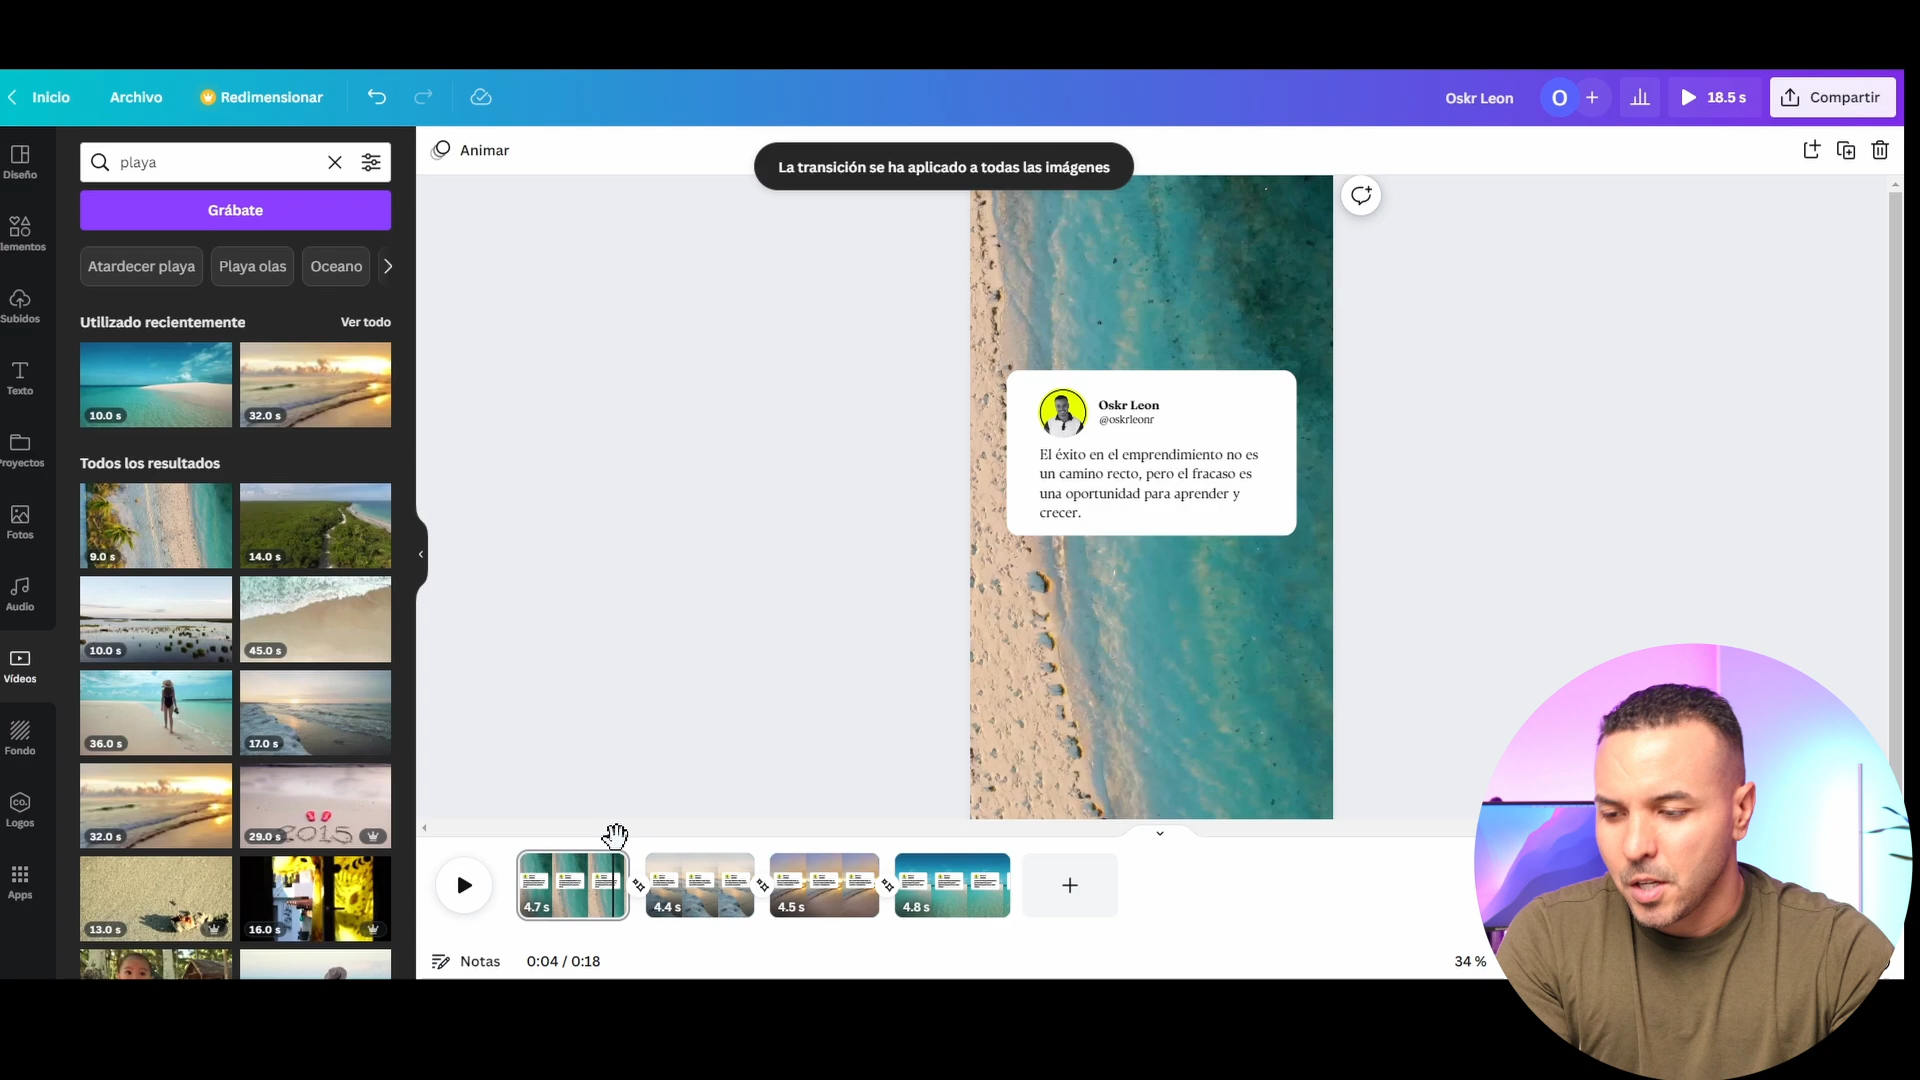 Inicio
Archivo
Redimensionar
Oskr Leon
O
18.5 s
Compartir
Diseño
lementos
Subidos
Texto
Proyectos
Fotos
Audio
Vídeos
Fondo
CO.
Logos
Apps
playa
Grábate
Atardecer playa
Playa olas
Oceano
Utilizado recientemente
Ver todo
10.0 s
32.0 s
Todos los resultados
9.0 s
14.0 s
10.0 s
45.0 s
36.0 s
17.0 s
32.0 s
29.0 s
2015
13.0 s
16.0 s
Animar
La transición se ha aplicado a todas las imágenes
Oskr Leon
@oskrleonr
El éxito en el emprendimiento no es
un camino recto, pero el fracaso es
una oportunidad para aprender y
crecer.
4.7 s
4.4 s
4.5 s
4.8 s
Notas
0:04 / 0:18
34 %